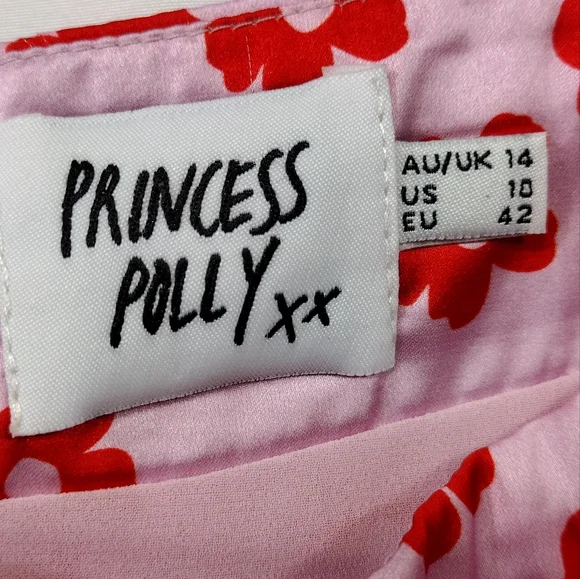 PRINCESS
POLLY xx
AU/UK 14
US 10
EU 42